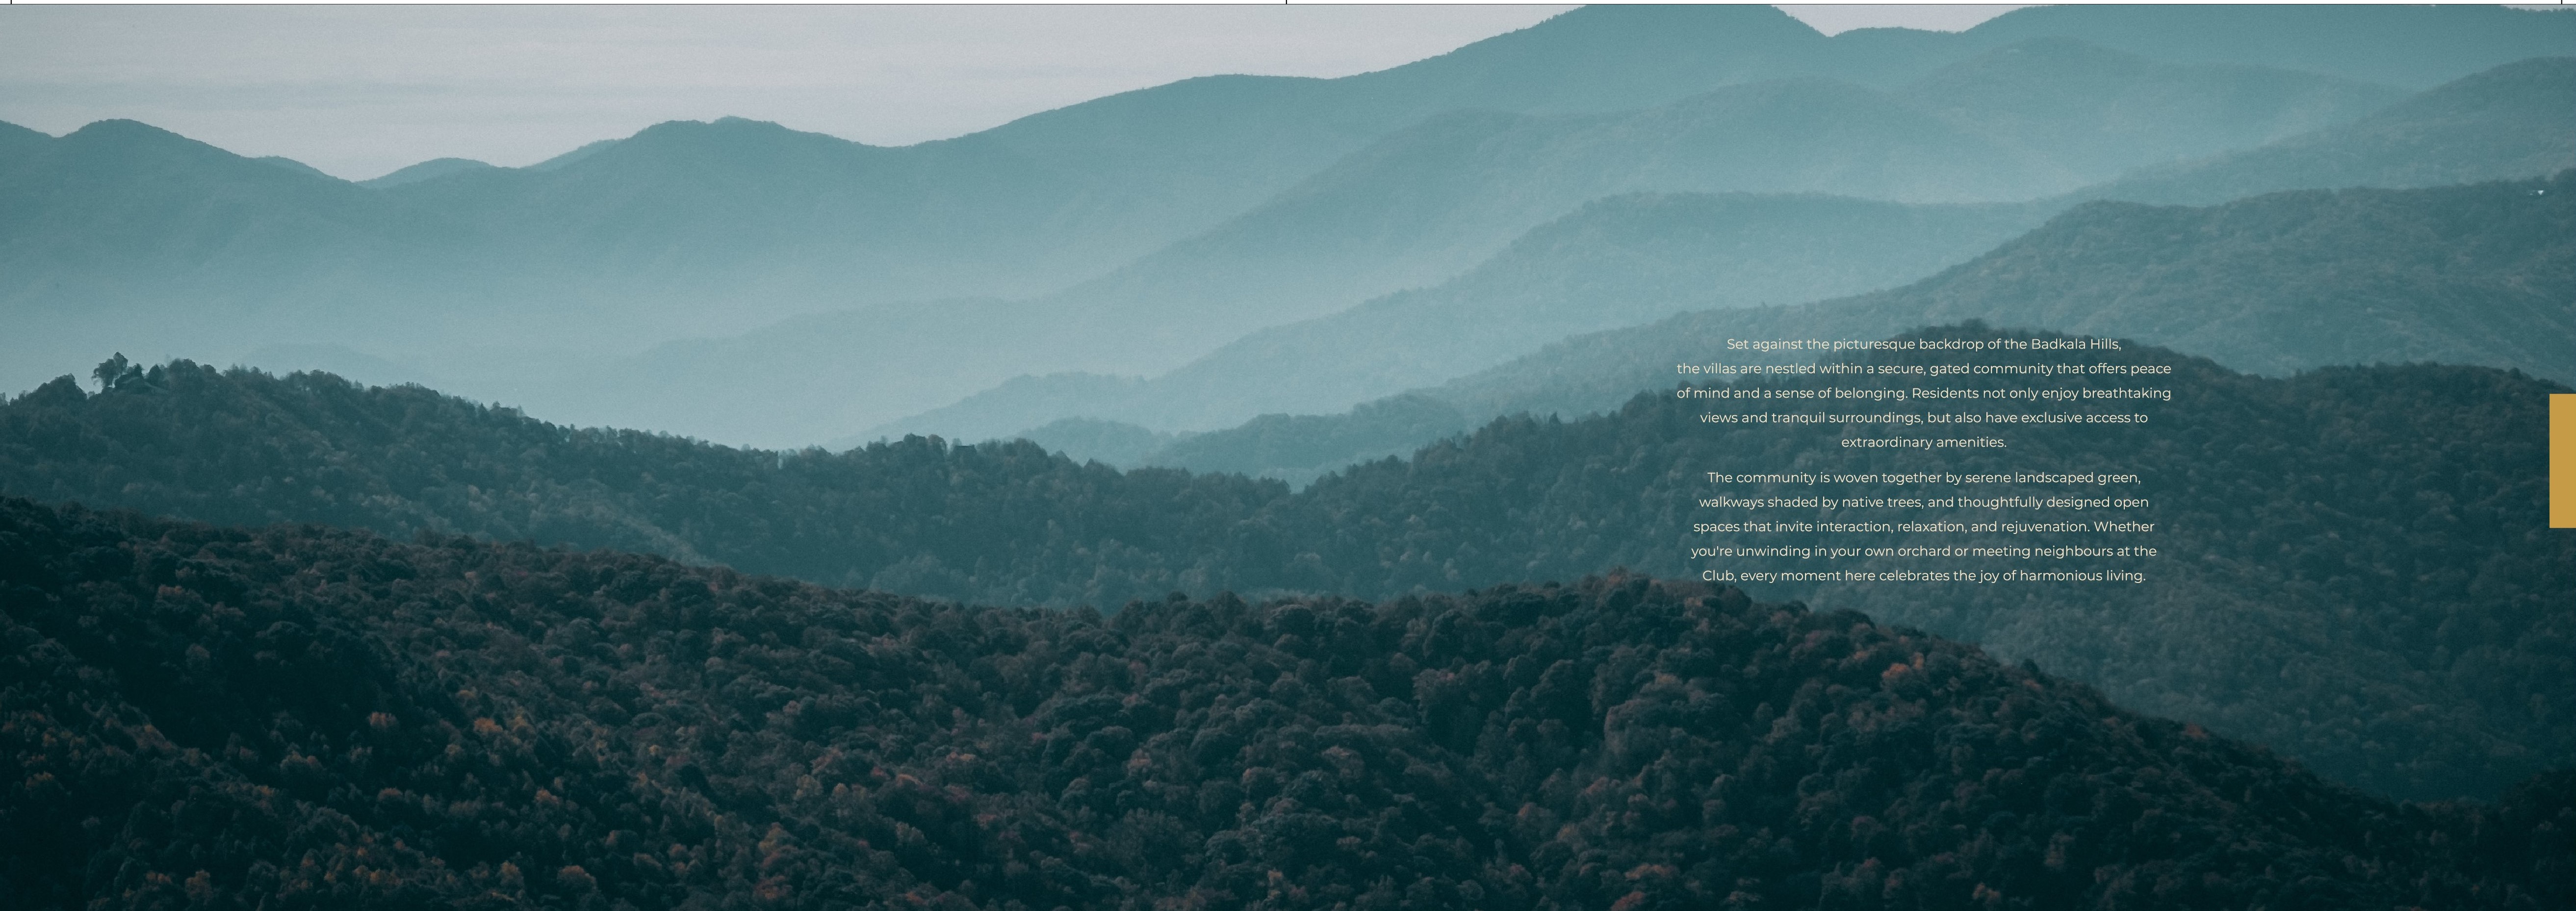 Set against the picturesque backdrop of the Badkala Hills,
the villas are nestled within a secure, gated community that offers peace
of mind and a sense of belonging. Residents not only enjoy breathtaking
views and tranquil surroundings, but also have exclusive access to
extraordinary amenities.
The community is woven together by serene landscaped green,
walkways shaded by native trees, and thoughtfully designed open
spaces that invite interaction, relaxation, and rejuvenation. Whether
you're unwinding in your own orchard or meeting neighbours at the
Club, every moment here celebrates the joy of harmonious living.